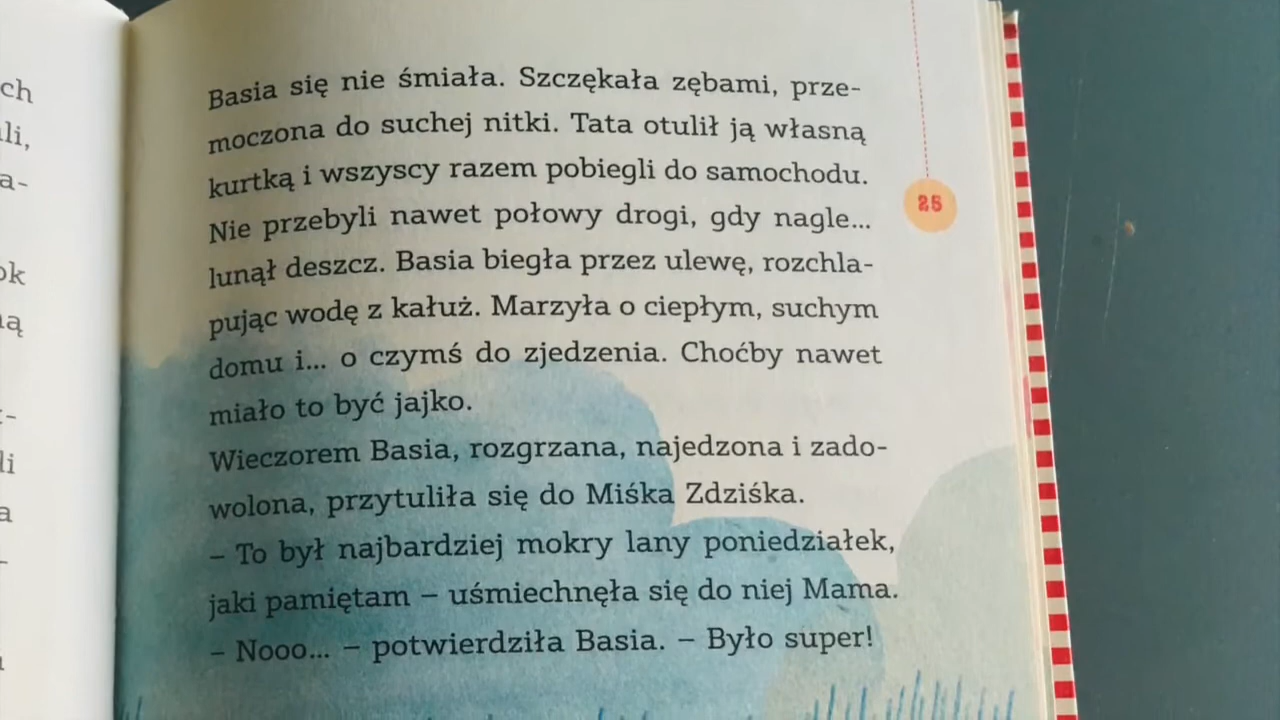 Basia się nie śmiała. Szczękała zębami, prze-
moczona do suchej nitki. Tata otulił ją własną
kurtką i wszyscy razem pobiegli do samochodu.
Nie przebyli nawet połowy drogi, gdy nagle...
lunął deszcz. Basia biegła przez ulewę, rozchla-
pując wodę z kałuż. Marzyła o ciepłym, suchym
domu i... o czymś do zjedzenia. Choćby nawet
miało to być jajko.
Wieczorem Basia, rozgrzana, najedzona i zado-
wolona, przytuliła się do Miśka Zdziśka.
– To był najbardziej mokry lany poniedziałek,
jaki pamiętam – uśmiechnęła się do niej Mama.
– Nooo... – potwierdziła Basia. – Było super!
25